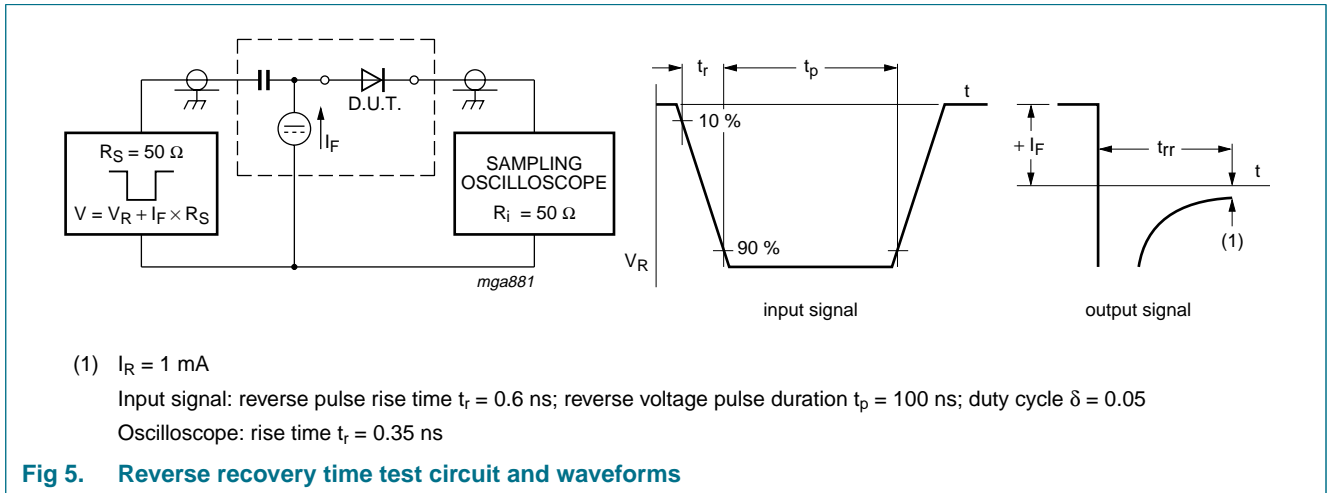 D.U.T.
I_F
R_S = 50 Ω
V = V_R + I_F × R_S
SAMPLING
OSCILLOSCOPE
R_i = 50 Ω
mga881
t_r
t_p
t
10 %
90 %
V_R
input signal
+ I_F
t_rr
t
(1)
output signal
(1) I_R = 1 mA
Input signal: reverse pulse rise time t_r = 0.6 ns; reverse voltage pulse duration t_p = 100 ns; duty cycle δ = 0.05
Oscilloscope: rise time t_r = 0.35 ns
Fig 5. Reverse recovery time test circuit and waveforms